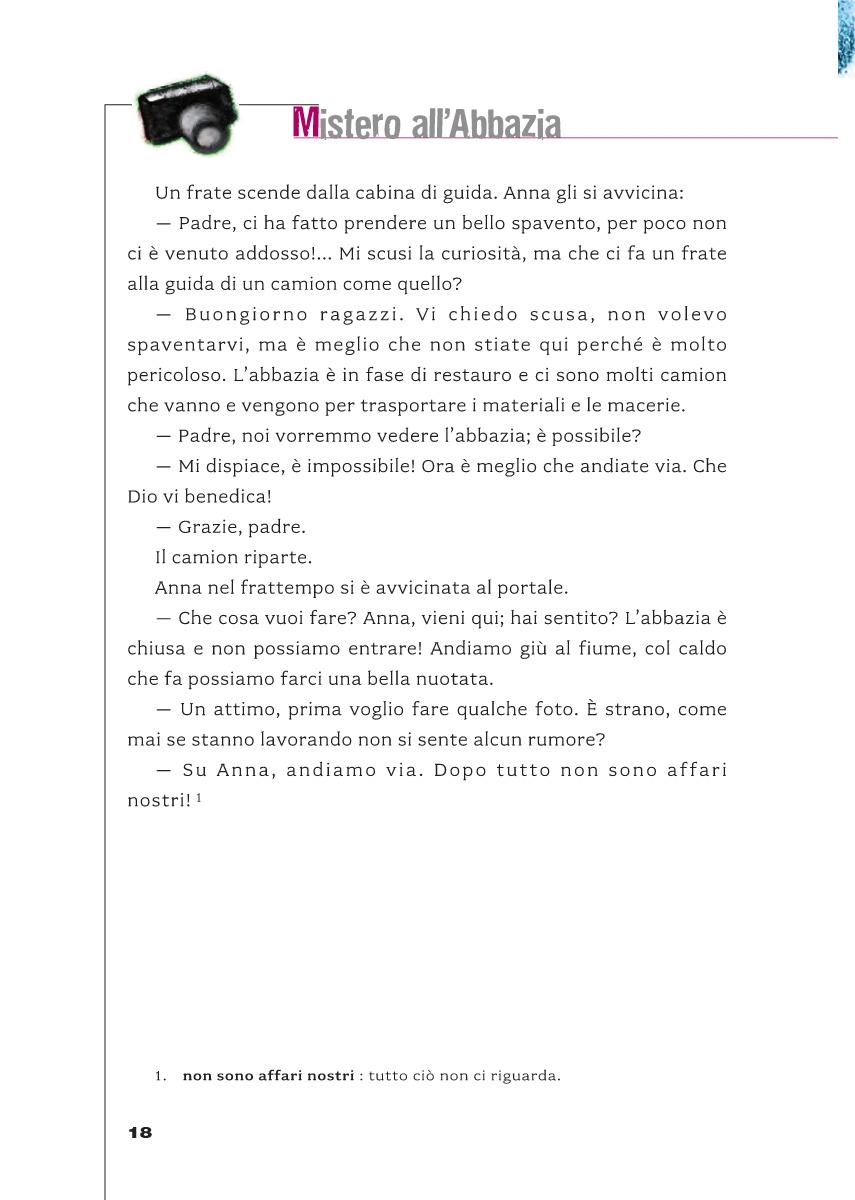 Mistero all'Abbazia
Un frate scende dalla cabina di guida. Anna gli si avvicina:
— Padre, ci ha fatto prendere un bello spavento, per poco non
ci è venuto addosso!... Mi scusi la curiosità, ma che ci fa un frate
alla guida di un camion come quello?
— Buongiorno ragazzi. Vi chiedo scusa, non volevo
spaventarvi, ma è meglio che non stiate qui perché è molto
pericoloso. L'abbazia è in fase di restauro e ci sono molti camion
che vanno e vengono per trasportare i materiali e le macerie.
— Padre, noi vorremmo vedere l'abbazia; è possibile?
— Mi dispiace, è impossibile! Ora è meglio che andiate via. Che
Dio vi benedica!
— Grazie, padre.
Il camion riparte.
Anna nel frattempo si è avvicinata al portale.
— Che cosa vuoi fare? Anna, vieni qui; hai sentito? L'abbazia è
chiusa e non possiamo entrare! Andiamo giù al fiume, col caldo
che fa possiamo farci una bella nuotata.
— Un attimo, prima voglio fare qualche foto. È strano, come
mai se stanno lavorando non si sente alcun rumore?
— Su Anna, andiamo via. Dopo tutto non sono affari
nostri! 1
1. non sono affari nostri : tutto ciò non ci riguarda.
18